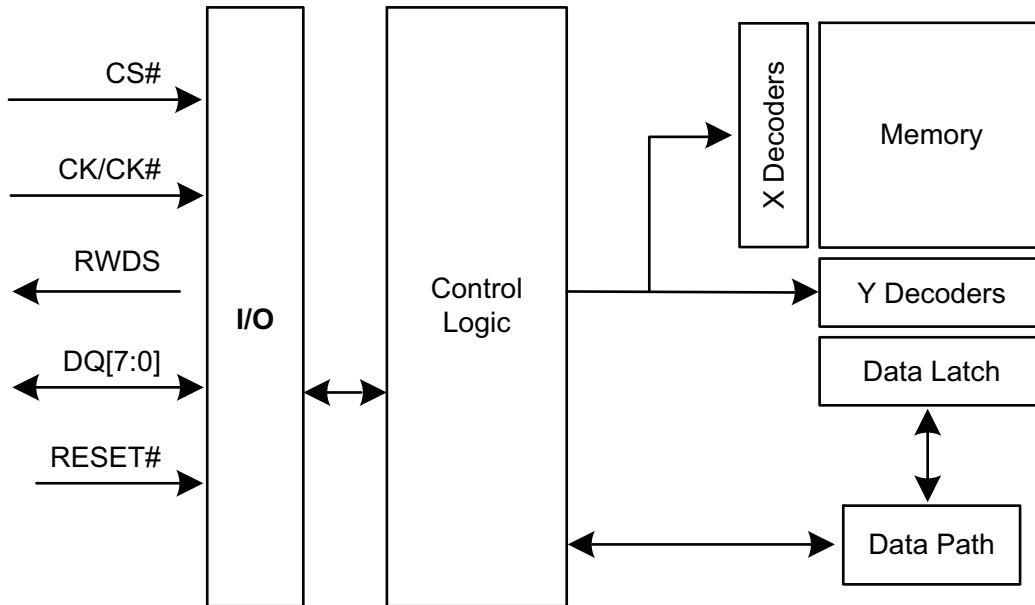 CS#
CK/CK#
RWDS
DQ[7:0]
RESET#
I/O
Control
Logic
X Decoders
Memory
Y Decoders
Data Latch
Data Path